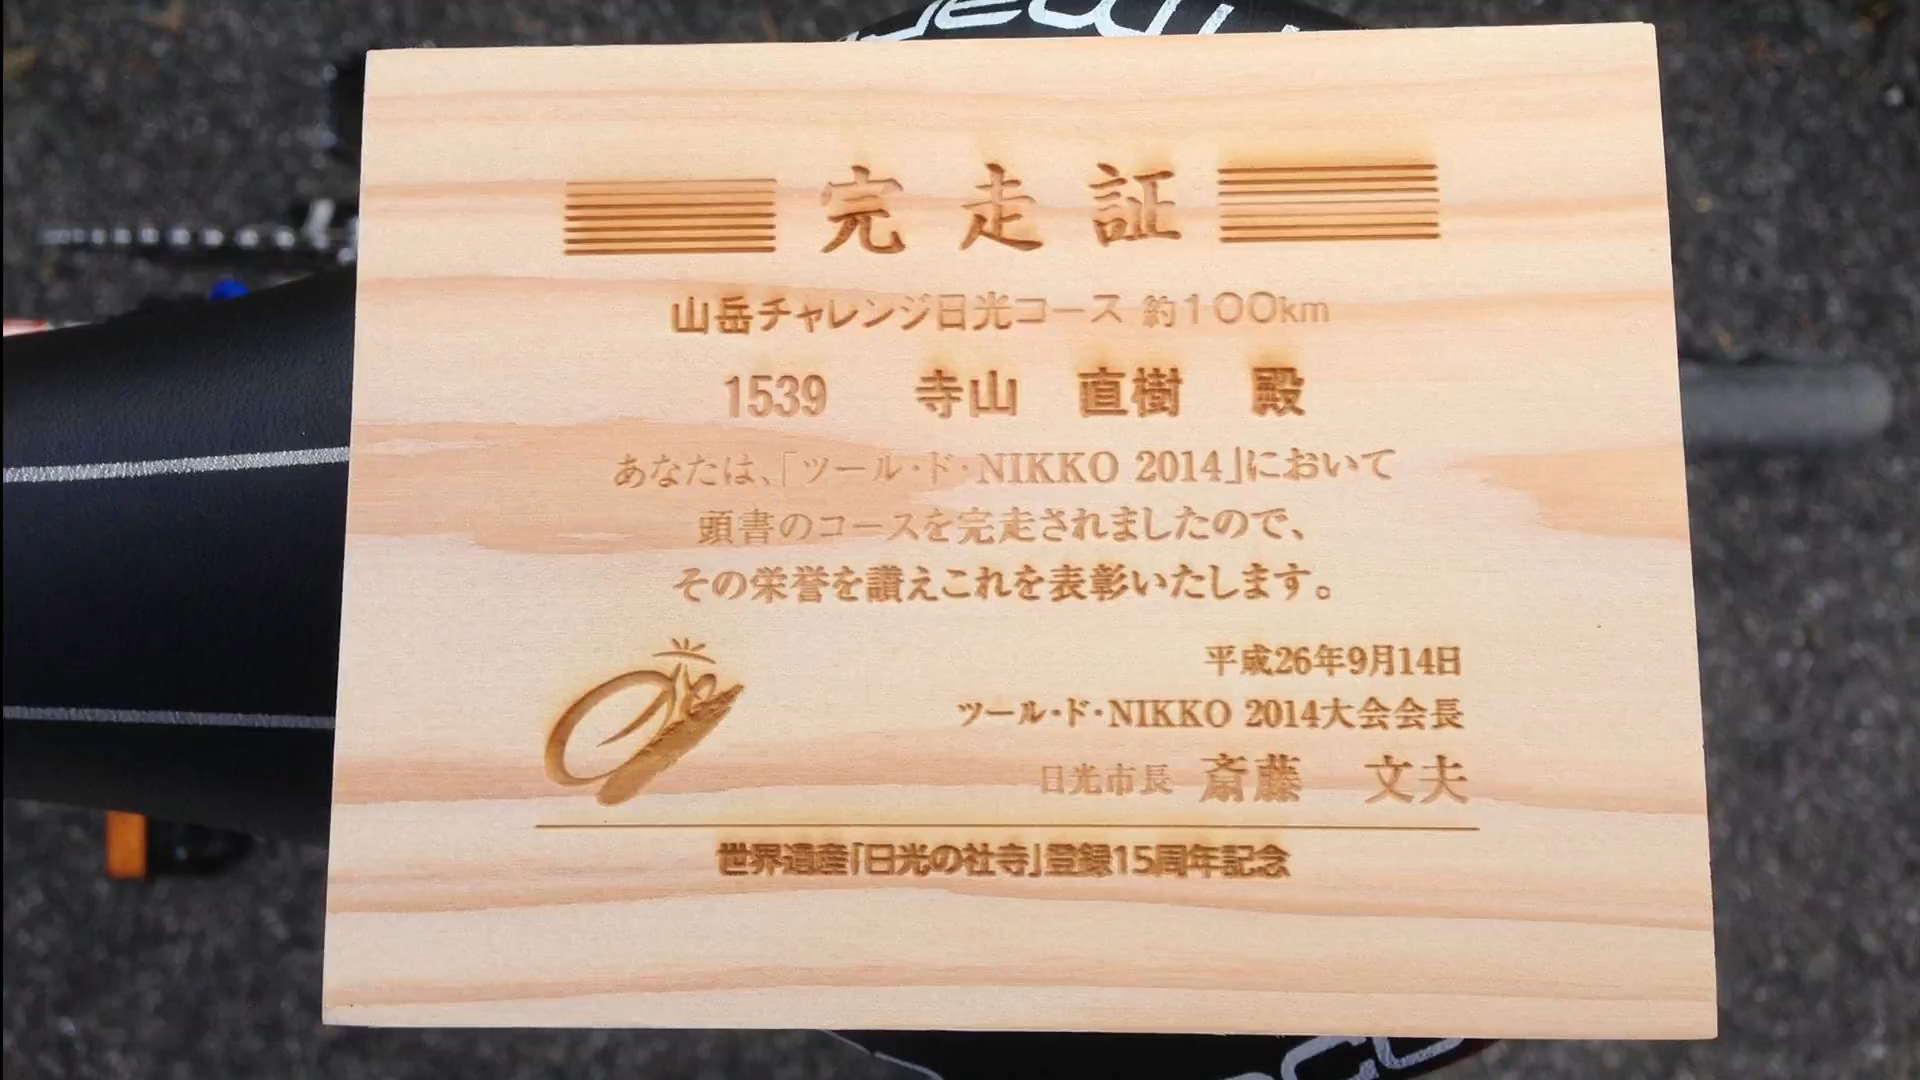 完走証
山岳チャレンジ日光コース 約100km
1539 寺山 直樹 殿
あなたは、「ツール・ド・NIKKO 2014」において
頭書のコースを完走されましたので、
その栄誉を讃えこれを表彰いたします。
平成26年9月14日
ツール・ド・NIKKO 2014大会会長
日光市長 斎藤 文夫
世界遺産「日光の社寺」登録15周年記念